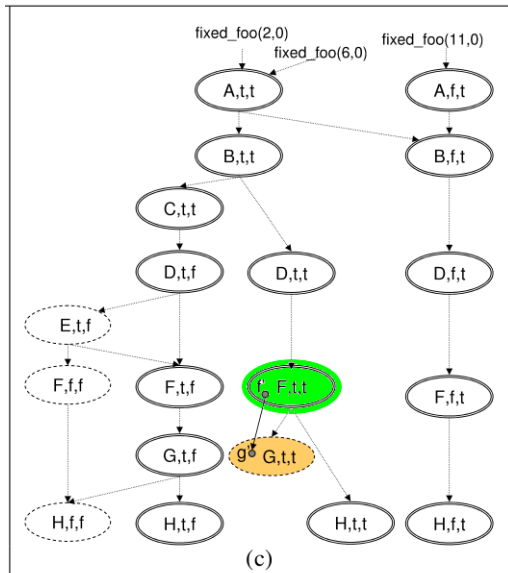 fixed_foo(2,0)
fixed_foo(6,0)
fixed_foo(11,0)
A,t,t
A,f,t
B,t,t
B,f,t
C,t,t
D,t,f
D,t,t
D,f,t
E,t,f
F,f,f
F,t,f
f' F,t,t
F,f,t
G,t,f
g' G,t,t
H,f,f
H,t,f
H,t,t
H,f,t
(c)